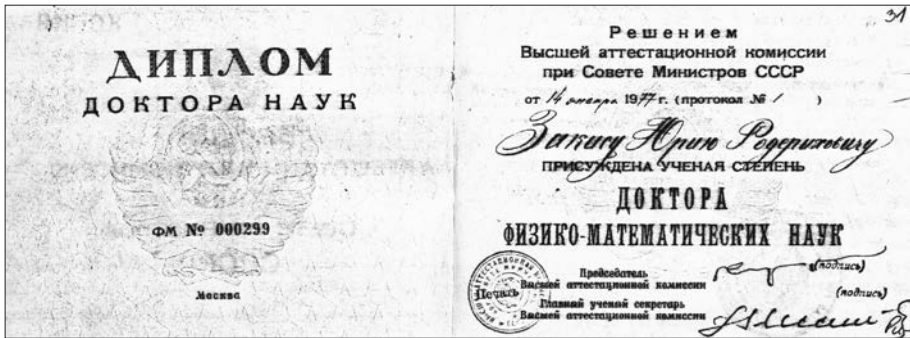 ДИПЛОМ
ДОКТОРА НАУК
ФМ № 000299
Москва
31
Решением
Высшей аттестационной комиссии
при Совете Министров СССР
от 14 января 1977 г. (протокол № 1 )
Закису Юрию Родериховичу
ПРИСУЖДЕНА УЧЕНАЯ СТЕПЕНЬ
ДОКТОРА
ФИЗИКО-МАТЕМАТИЧЕСКИХ НАУК
Председатель
Высшей аттестационной комиссии
(подпись)
Печать
Главный ученый секретарь
Высшей аттестационной комиссии
(подпись)